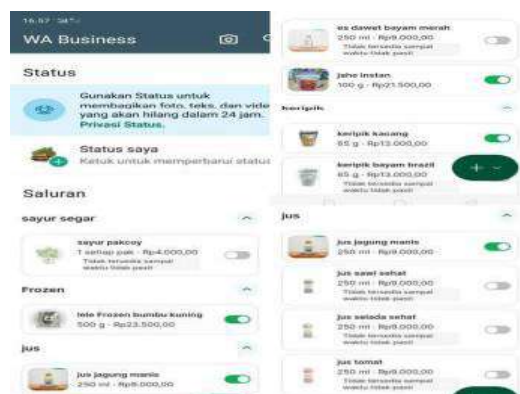 16.57
WA Business
Status
Gunakan Status untuk
membagikan foto, teks, dan vide
yang akan hilang dalam 24 jam.
Privasi Status.
Status saya
Ketuk untuk memperbarui status
Saluran
sayur segar
sayur pakcoy
1 setiap pak · Rp4.000,00
Tidak tersedia sampai
waktu tidak pasti
Frozen
lele Frozen bumbu kuning
500 g · Rp23.500,00
jus
jus jagung manis
250 ml · Rp8.000,00
es dawet bayam merah
250 ml · Rp9.000,00
Tidak tersedia sampai
waktu tidak pasti
jahe instan
100 g · Rp21.500,00
keripik
keripik kacang
65 g · Rp13.000,00
keripik bayam brazil
65 g · Rp13.000,00
Tidak tersedia sampai
waktu tidak pasti
jus
jus jagung manis
250 ml · Rp8.000,00
jus sawi sehat
250 ml · Rp9.000,00
Tidak tersedia sampai
waktu tidak pasti
jus selada sehat
250 ml · Rp9.000,00
Tidak tersedia sampai
waktu tidak pasti
jus tomat
250 ml · Rp9.000,00
Tidak tersedia sampai
waktu tidak pasti